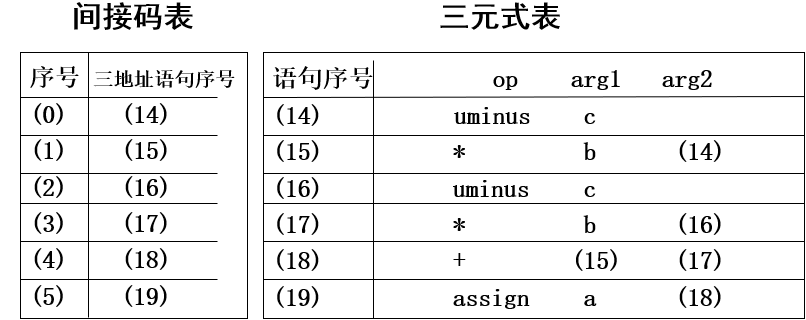 间接码表 三元式表
序号 三地址语句序号 语句序号 op arg1 arg2
(0) (14) (14) uminus c
(1) (15) (15) * b (14)
(2) (16) (16) uminus c
(3) (17) (17) * b (16)
(4) (18) (18) + (15) (17)
(5) (19) (19) assign a (18)